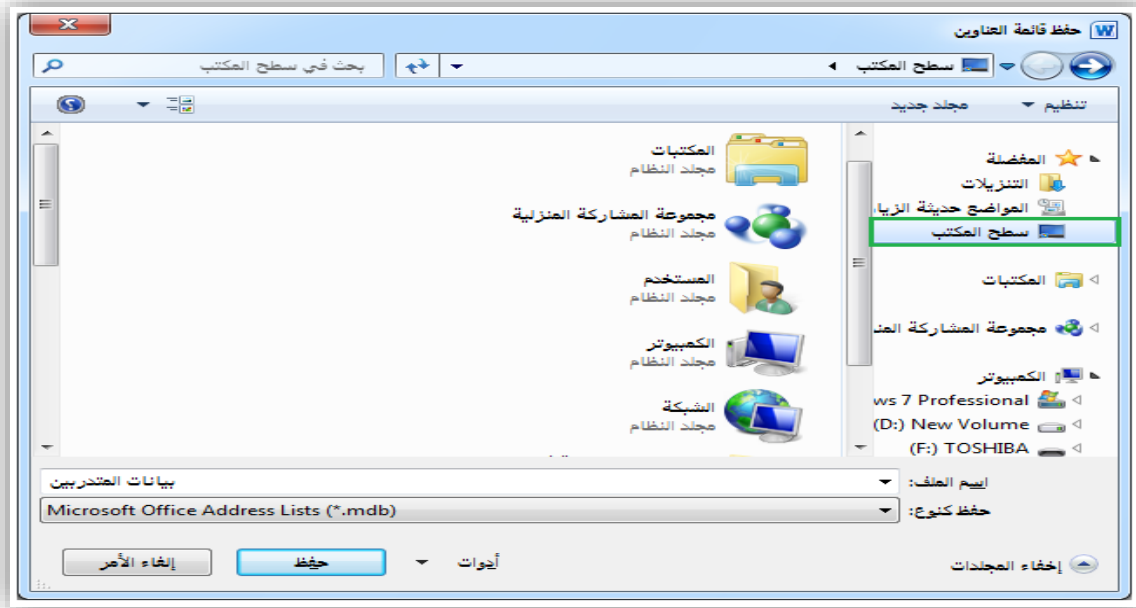 حفظ قائمة العناوين
سطح المكتب
بحث في سطح المكتب
تنظيم
مجلد جديد
المفضلة
التنزيلات
المواضع حديثة الزيا
سطح المكتب
المكتبات
مجموعة المشاركة المنز
الكمبيوتر
ws 7 Professional
(D:) New Volume
(F:) TOSHIBA
المكتبات
مجلد النظام
مجموعة المشاركة المنزلية
مجلد النظام
المستخدم
مجلد النظام
الكمبيوتر
مجلد النظام
الشبكة
مجلد النظام
اسم الملف: بيانات المتدربين
حفظ كنوع: Microsoft Office Address Lists (*.mdb)
إخفاء المجلدات
أدوات
حفظ
إلغاء الأمر